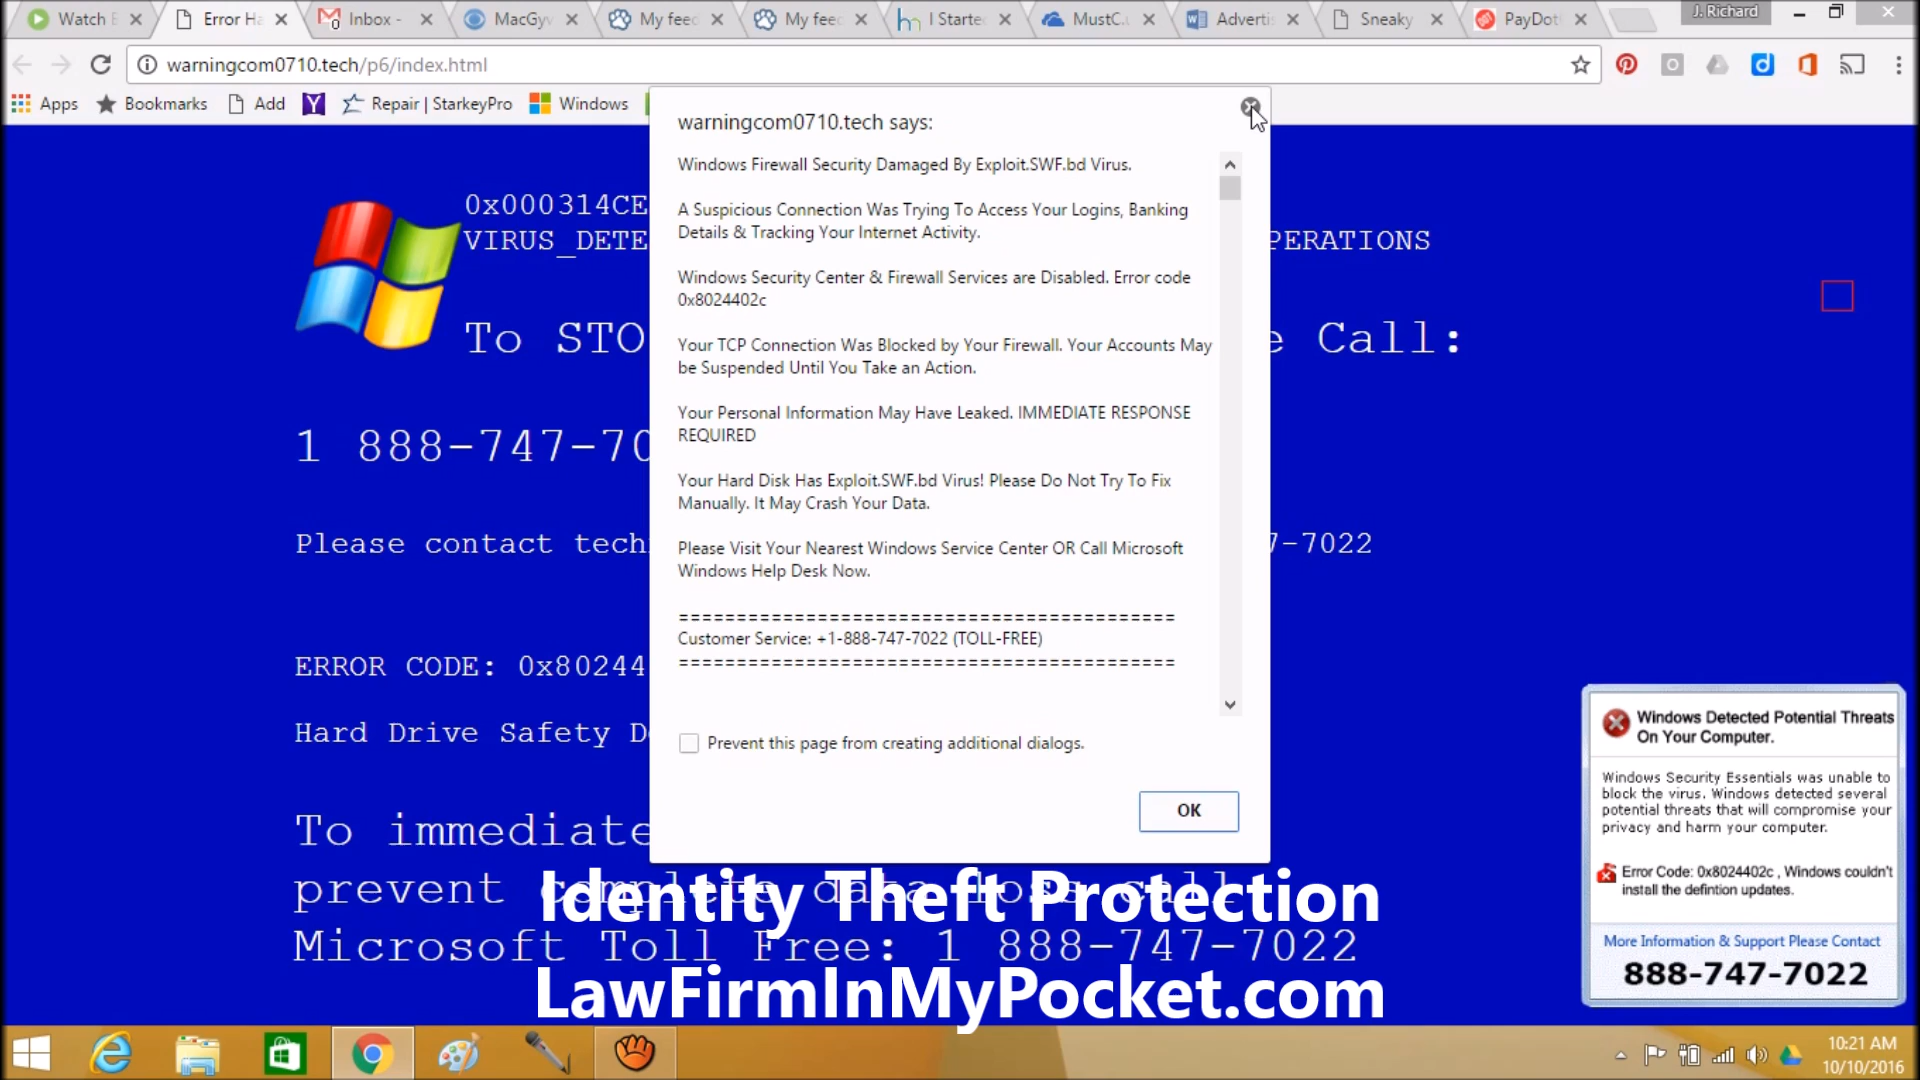 Watch E
Error Ha
Inbox -
MacGyv
My feed
My feed
I Starte
MustC.
Adverti
Sneaky
PayDot
J. Richard
warningcom0710.tech/p6/index.html
Apps
Bookmarks
Add
Repair | StarkeyPro
Windows
warningcom0710.tech says:
Windows Firewall Security Damaged By Exploit.SWF.bd Virus.
A Suspicious Connection Was Trying To Access Your Logins, Banking
Details & Tracking Your Internet Activity.
Windows Security Center & Firewall Services are Disabled. Error code
0x8024402c
Your TCP Connection Was Blocked by Your Firewall. Your Accounts May
be Suspended Until You Take an Action.
Your Personal Information May Have Leaked. IMMEDIATE RESPONSE
REQUIRED
Your Hard Disk Has Exploit.SWF.bd Virus! Please Do Not Try To Fix
Manually. It May Crash Your Data.
Please Visit Your Nearest Windows Service Center OR Call Microsoft
Windows Help Desk Now.
===========================================
Customer Service: +1-888-747-7022 (TOLL-FREE)
===========================================
Prevent this page from creating additional dialogs.
OK
0x000314CE
VIRUS_DETE PERATIONS
To STO e Call:
1 888-747-70
Please contact tech 7-7022
ERROR CODE: 0x80244
Hard Drive Safety D
To immediate
prevent complete data loss call
Microsoft Toll Free: 1 888-747-7022
Identity Theft Protection
LawFirmInMyPocket.com
Windows Detected Potential Threats
On Your Computer.
Windows Security Essentials was unable to
block the virus. Windows detected several
potential threats that will compromise your
privacy and harm your computer.
Error Code: 0x8024402c , Windows couldn't
install the defintion updates.
More Information & Support Please Contact
888-747-7022
10:21 AM
10/10/2016